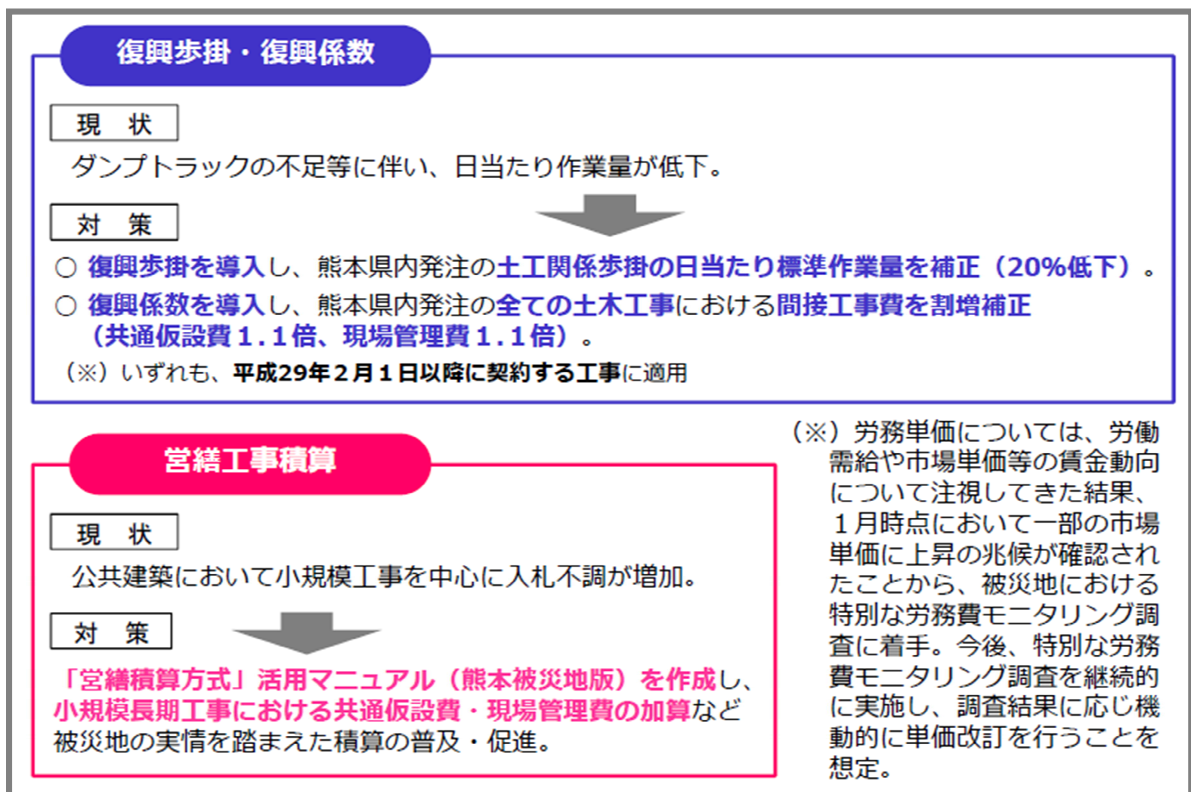 復興歩掛・復興係数
現　状
ダンプトラックの不足等に伴い、日当たり作業量が低下。
対　策
○ 復興歩掛を導入し、熊本県内発注の土工関係歩掛の日当たり標準作業量を補正（20%低下）。
○ 復興係数を導入し、熊本県内発注の全ての土木工事における間接工事費を割増補正
（共通仮設費１.１倍、現場管理費１.１倍）。
（※）いずれも、平成29年２月１日以降に契約する工事に適用
営繕工事積算
現　状
公共建築において小規模工事を中心に入札不調が増加。
対　策
「営繕積算方式」活用マニュアル（熊本被災地版）を作成し、
小規模長期工事における共通仮設費・現場管理費の加算など
被災地の実情を踏まえた積算の普及・促進。
（※）労務単価については、労働
需給や市場単価等の賃金動向
について注視してきた結果、
１月時点において一部の市場
単価に上昇の兆候が確認され
たことから、被災地における
特別な労務費モニタリング調
査に着手。今後、特別な労務
費モニタリング調査を継続的
に実施し、調査結果に応じ機
動的に単価改訂を行うことを
想定。